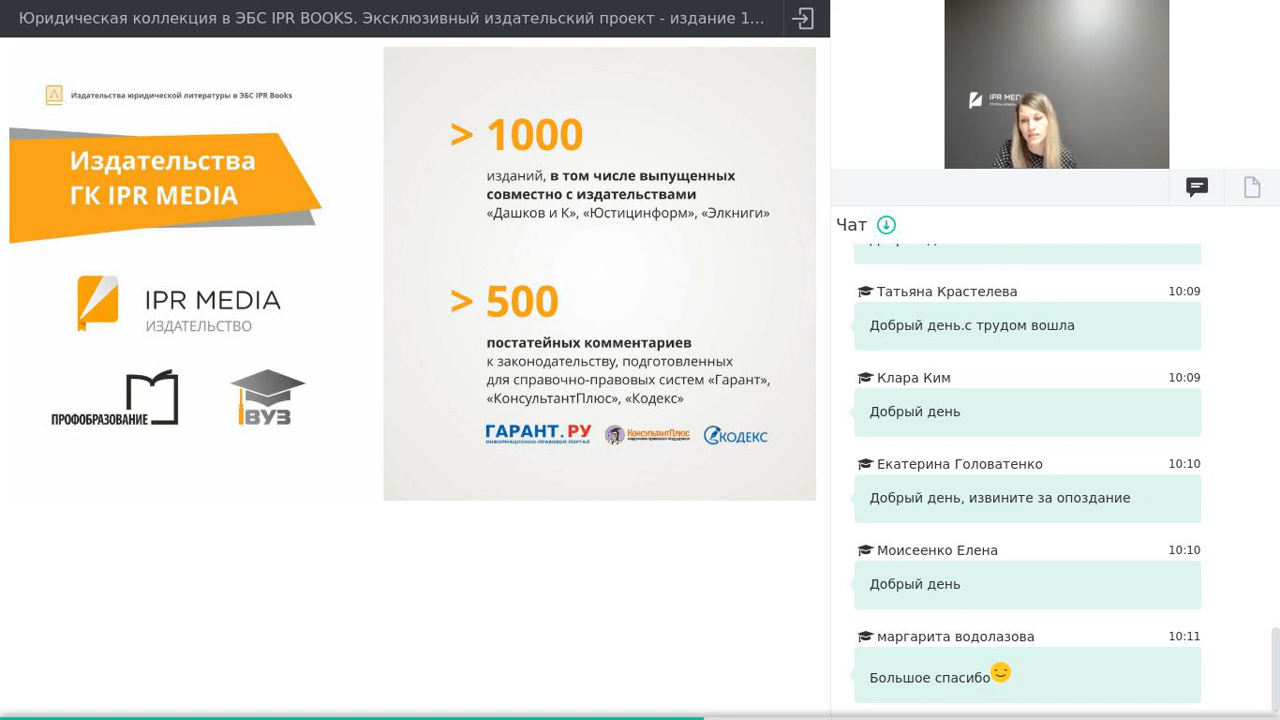 Юридическая коллекция в ЭБС IPR BOOKS. Эксклюзивный издательский проект - издание 1...
Издательства юридической литературы в ЭБС IPR Books
Издательства
ГК IPR MEDIA
IPR MEDIA
ИЗДАТЕЛЬСТВО
ПРОФОБРАЗОВАНИЕ
ВУЗ
> 1000
изданий, в том числе выпущенных
совместно с издательствами
«Дашков и К», «Юстицинформ», «Элкниги»
> 500
постатейных комментариев
к законодательству, подготовленных
для справочно-правовых систем «Гарант»,
«КонсультантПлюс», «Кодекс»
ГАРАНТ.РУ
ИНФОРМАЦИОННО-ПРАВОВОЙ ПОРТАЛ
КонсультантПлюс
КОДЕКС
IPR MEDI
Чат
Татьяна Крастелева 10:09
Добрый день.с трудом вошла
Клара Ким 10:09
Добрый день
Екатерина Головатенко 10:10
Добрый день, извините за опоздание
Моисеенко Елена 10:10
Добрый день
маргарита водолазова 10:11
Большое спасибо